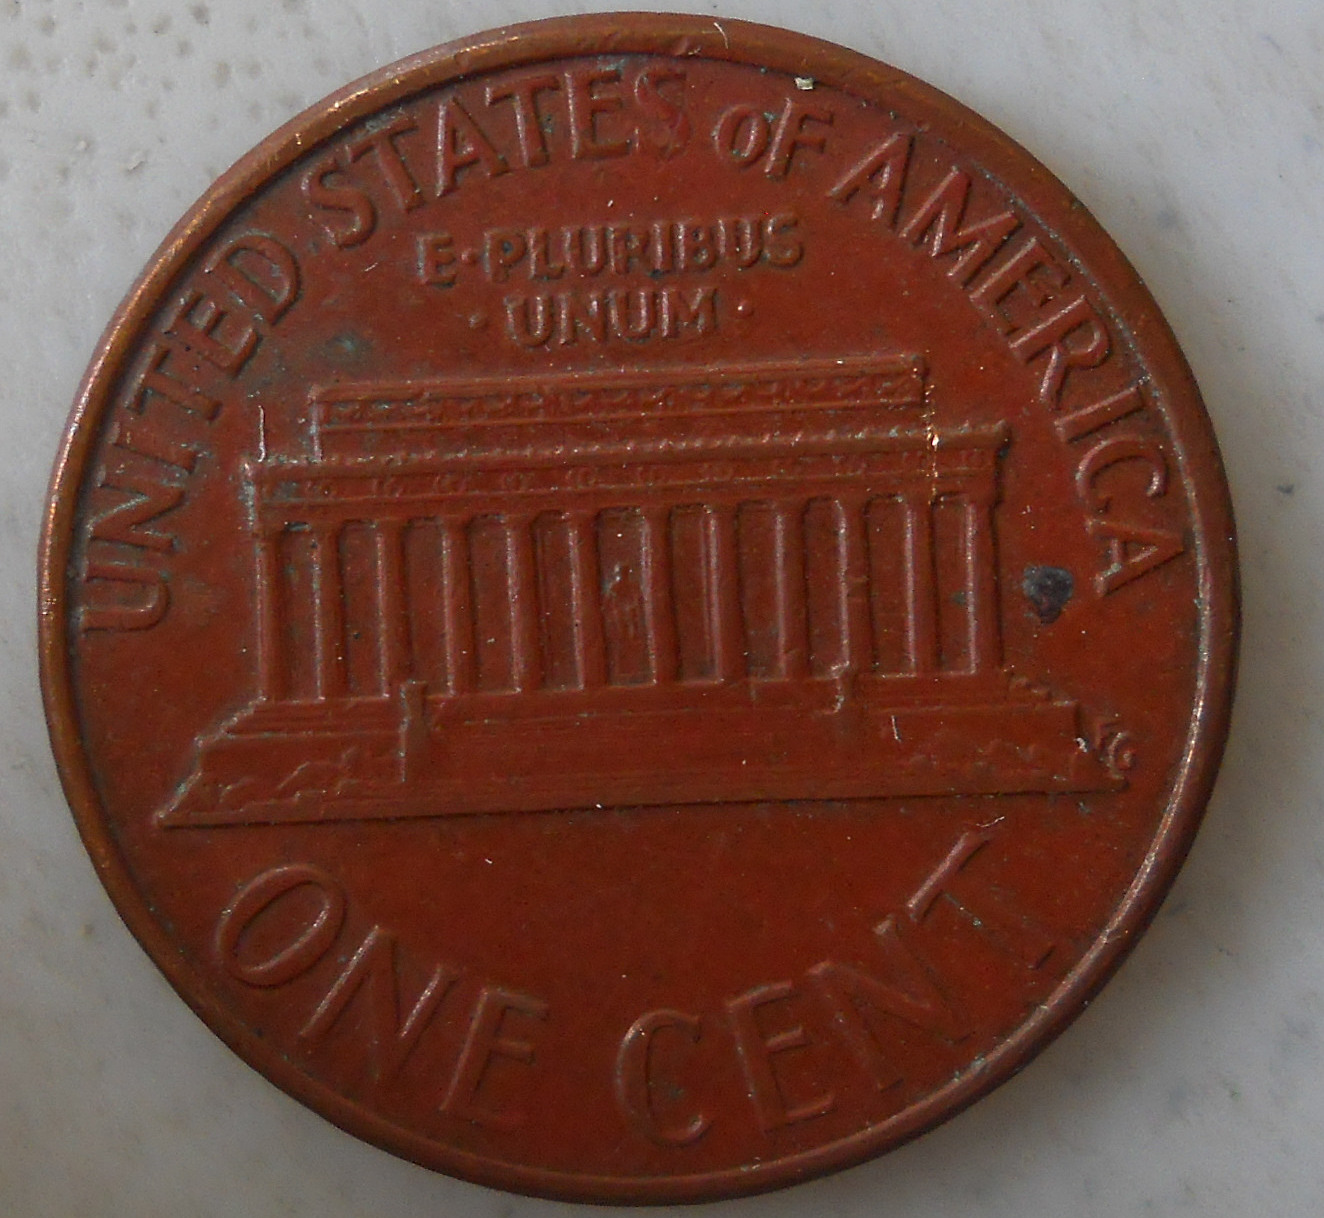 UNITED STATES OF AMERICA
E·PLURIBUS
·UNUM·
FG
ONE CENT